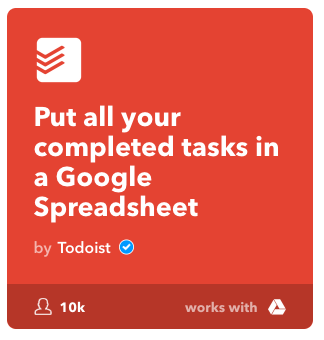 Put all your
completed tasks in
a Google
Spreadsheet
by Todoist
10k
works with